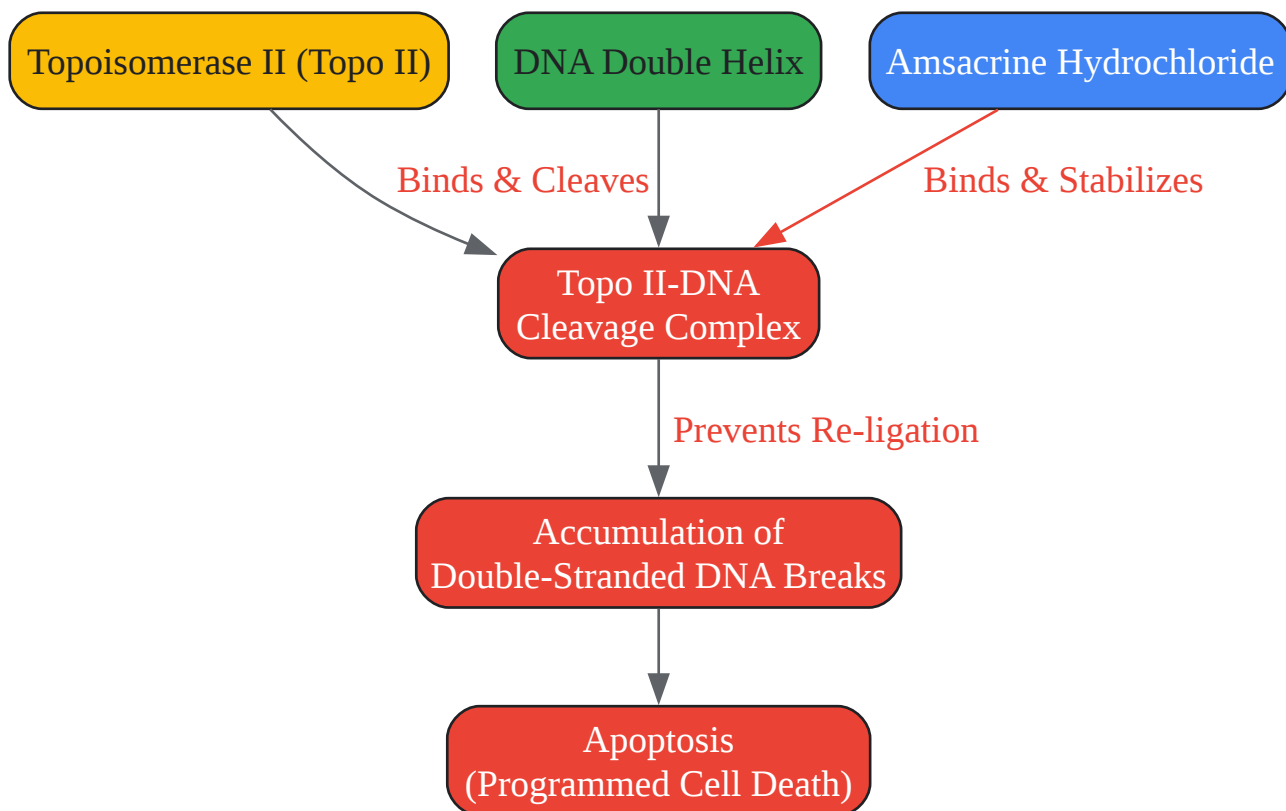 Topoisomerase II (Topo II)
DNA Double Helix
Amsacrine Hydrochloride
Binds & Cleaves
Binds & Stabilizes
Topo II-DNA
Cleavage Complex
Prevents Re-ligation
Accumulation of
Double-Stranded DNA Breaks
Apoptosis
(Programmed Cell Death)